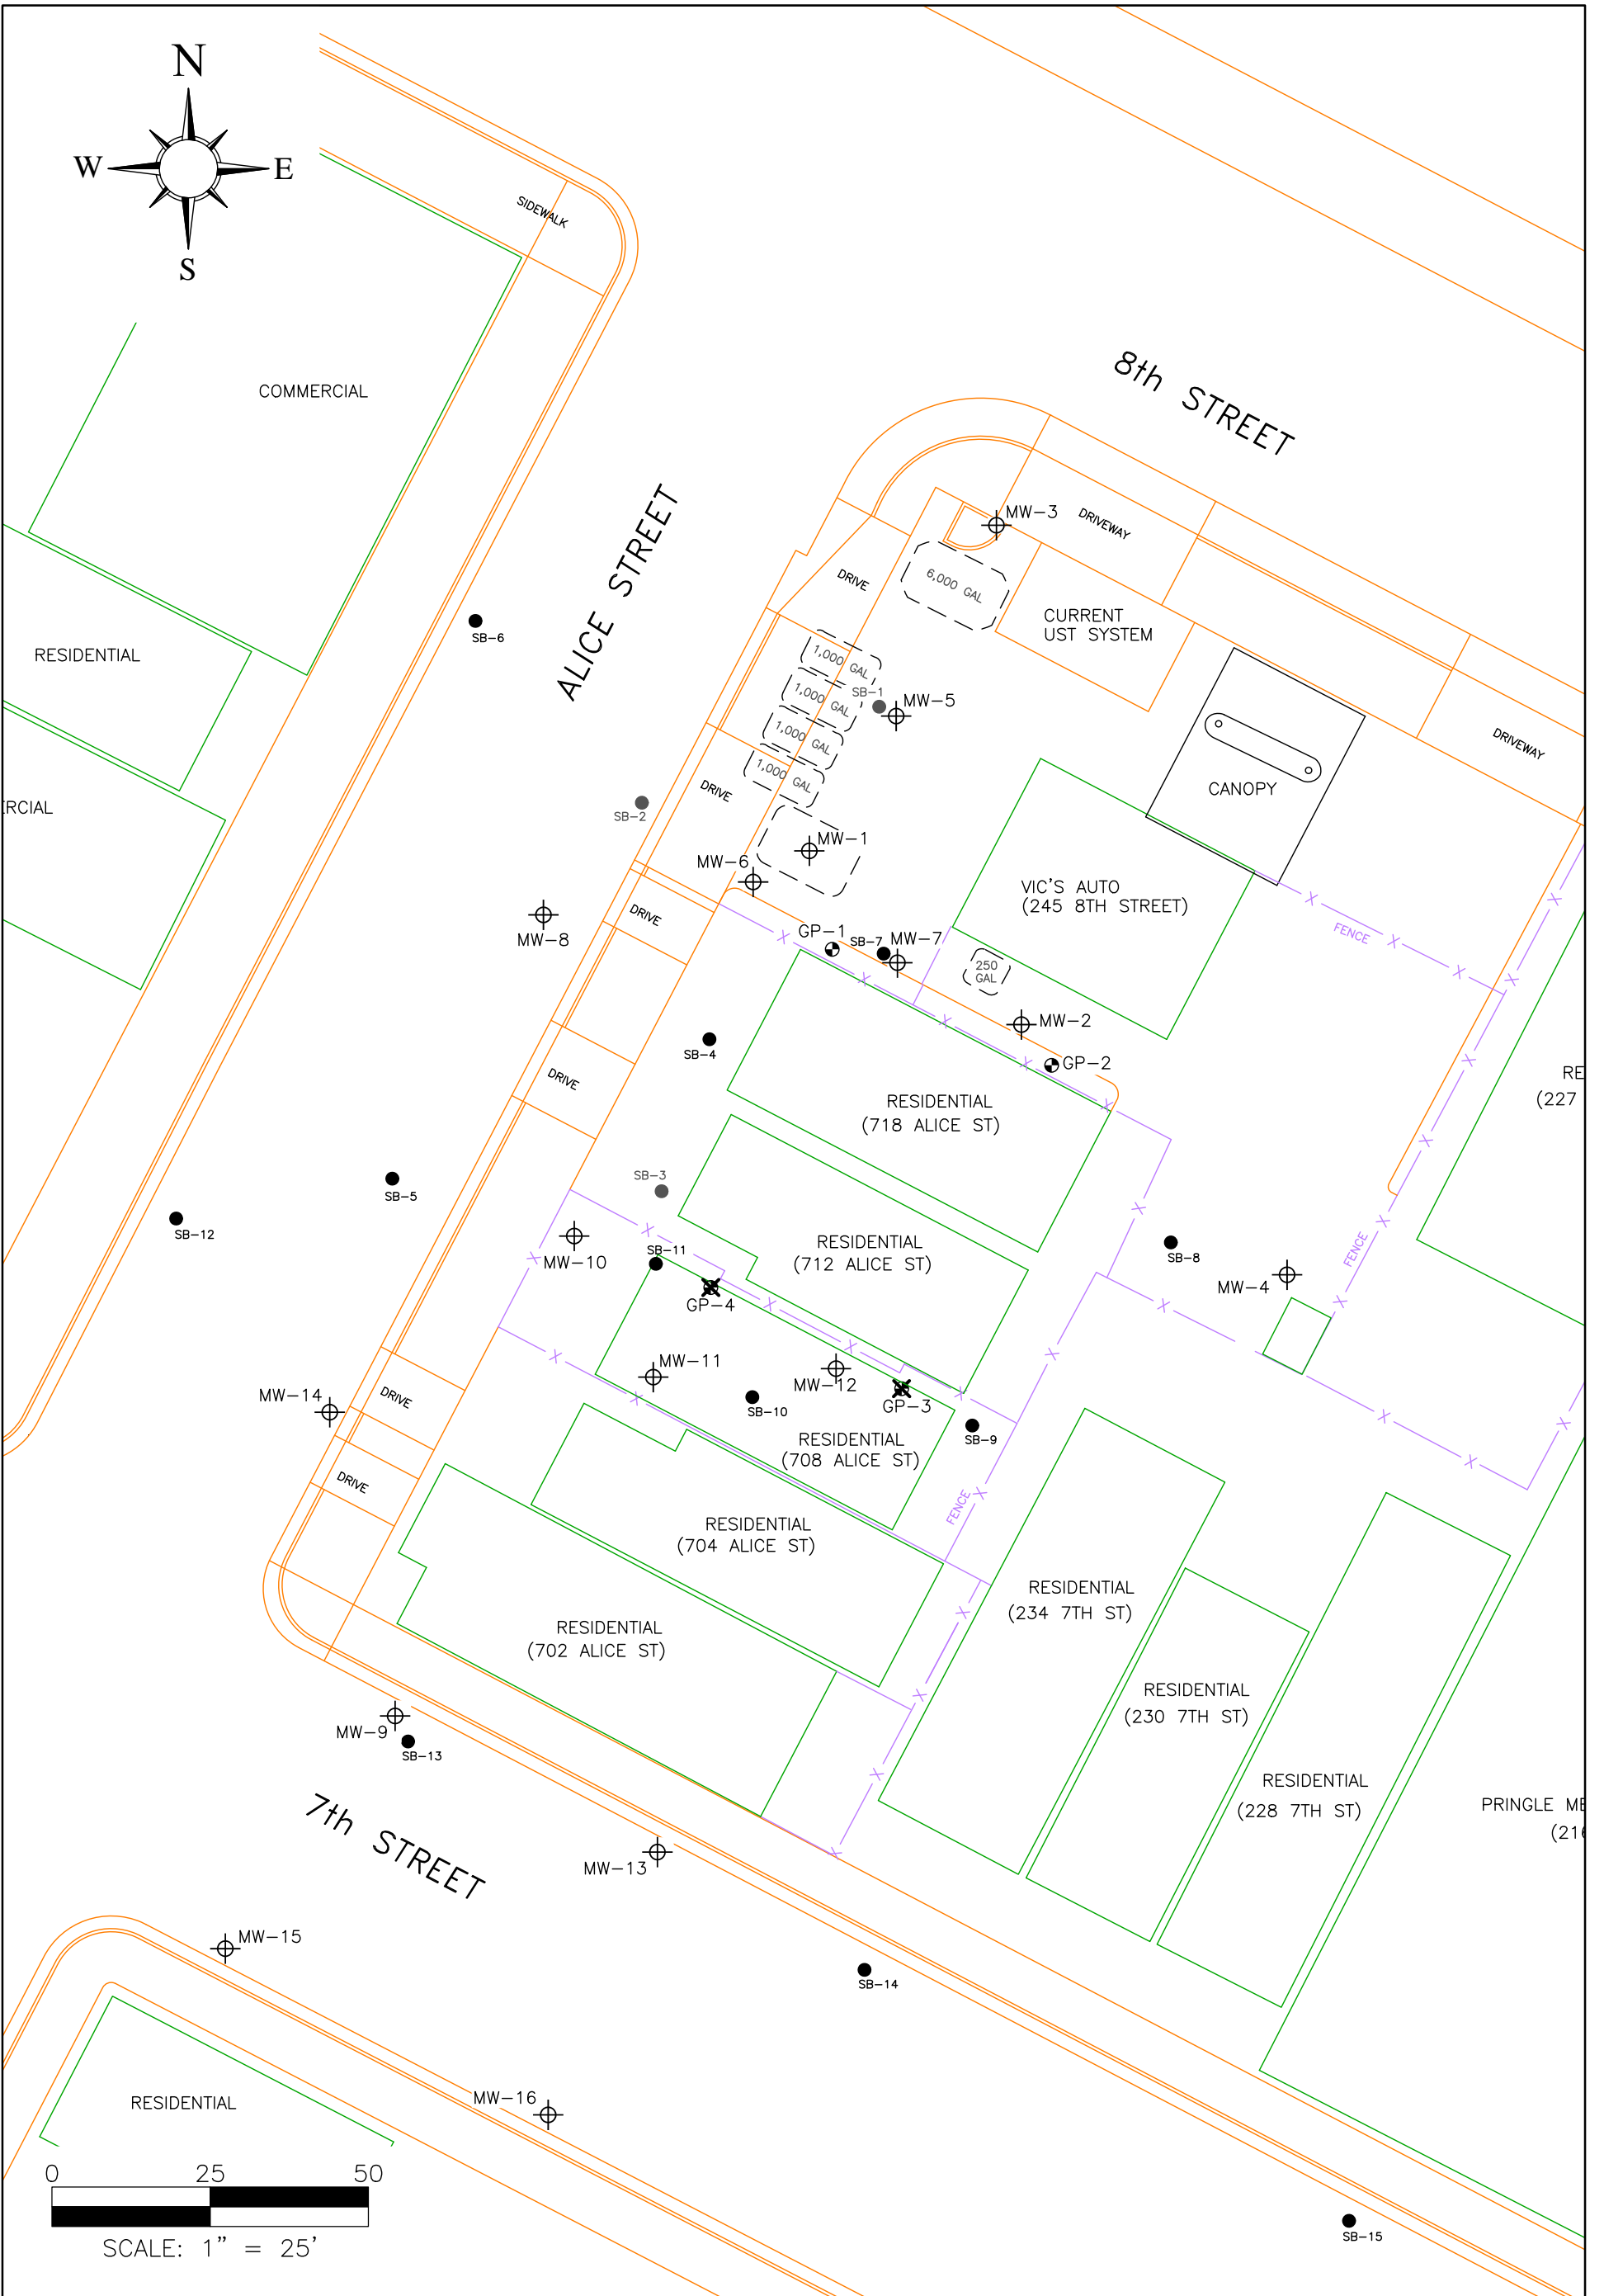 N
W
E
S
SIDEWALK
COMMERCIAL
8th STREET
ALICE STREET
MW-3
DRIVEWAY
DRIVE
6,000 GAL
CURRENT
UST SYSTEM
SB-6
RESIDENTIAL
1,000 GAL
1,000 GAL
SB-1
MW-5
1,000 GAL
1,000 GAL
DRIVEWAY
CANOPY
DRIVE
ERCIAL
SB-2
MW-1
MW-6
VIC'S AUTO
(245 8TH STREET)
DRIVE
FENCE
MW-8
GP-1
SB-7
MW-7
250
GAL
MW-2
SB-4
GP-2
DRIVE
RE
(227
RESIDENTIAL
(718 ALICE ST)
SB-3
SB-5
SB-12
MW-10
SB-11
RESIDENTIAL
(712 ALICE ST)
SB-8
FENCE
MW-4
GP-4
MW-11
MW-12
GP-3
MW-14
DRIVE
SB-10
SB-9
RESIDENTIAL
(708 ALICE ST)
DRIVE
FENCE
RESIDENTIAL
(704 ALICE ST)
RESIDENTIAL
(234 7TH ST)
RESIDENTIAL
(702 ALICE ST)
RESIDENTIAL
(230 7TH ST)
MW-9
SB-13
RESIDENTIAL
(228 7TH ST)
PRINGLE ME
(216
7th STREET
MW-13
MW-15
SB-14
RESIDENTIAL
MW-16
0 25 50
SCALE: 1" = 25'
SB-15